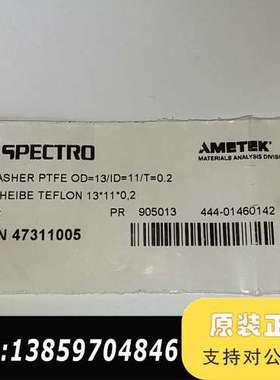 SPECTRO
AMETEK
MATERIALS ANALYSIS DIVISI
ASHER PTFE OD=13/ID=11/T=0.2
HEIBE TEFLON 13*11*0,2
PR 905013 444-01460142
N 47311005
原装正
:13859704846
支持对公